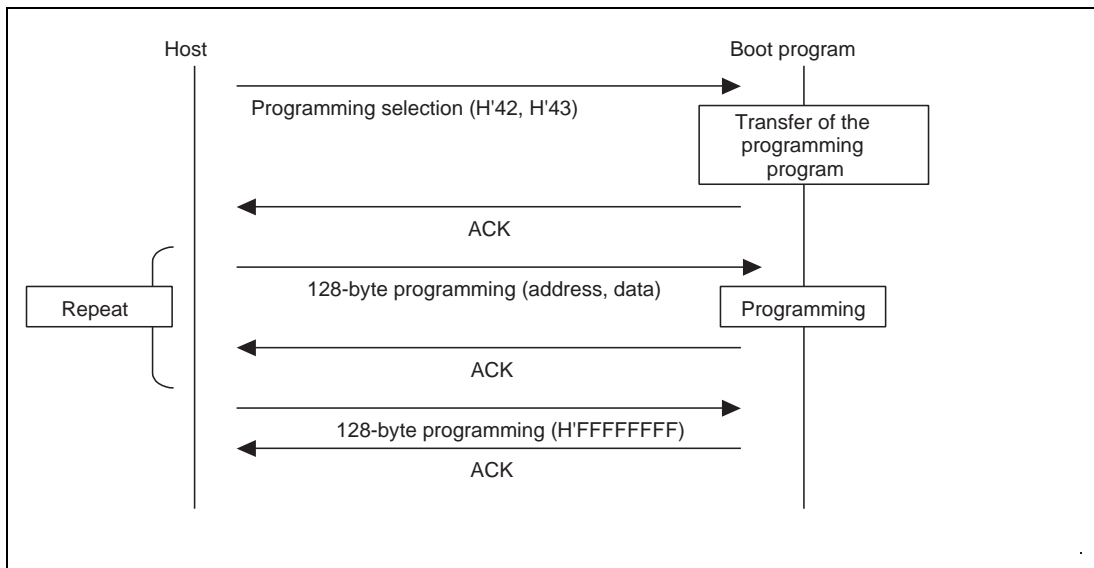 Host
Boot program
Programming selection (H'42, H'43)
Transfer of the
programming
program
ACK
128-byte programming (address, data)
Repeat
Programming
ACK
128-byte programming (H'FFFFFFFF)
ACK